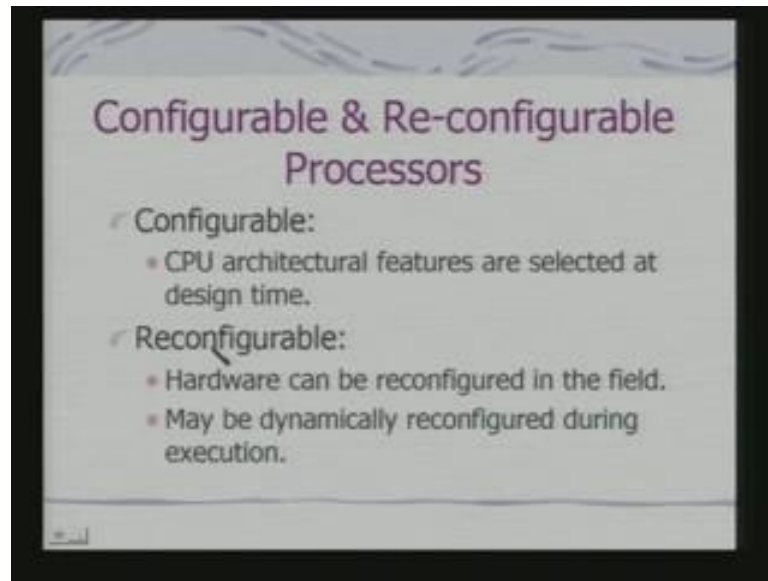 Configurable & Re-configurable
Processors
Configurable:
CPU architectural features are selected at
design time.
Reconfigurable:
Hardware can be reconfigured in the field.
May be dynamically reconfigured during
execution.